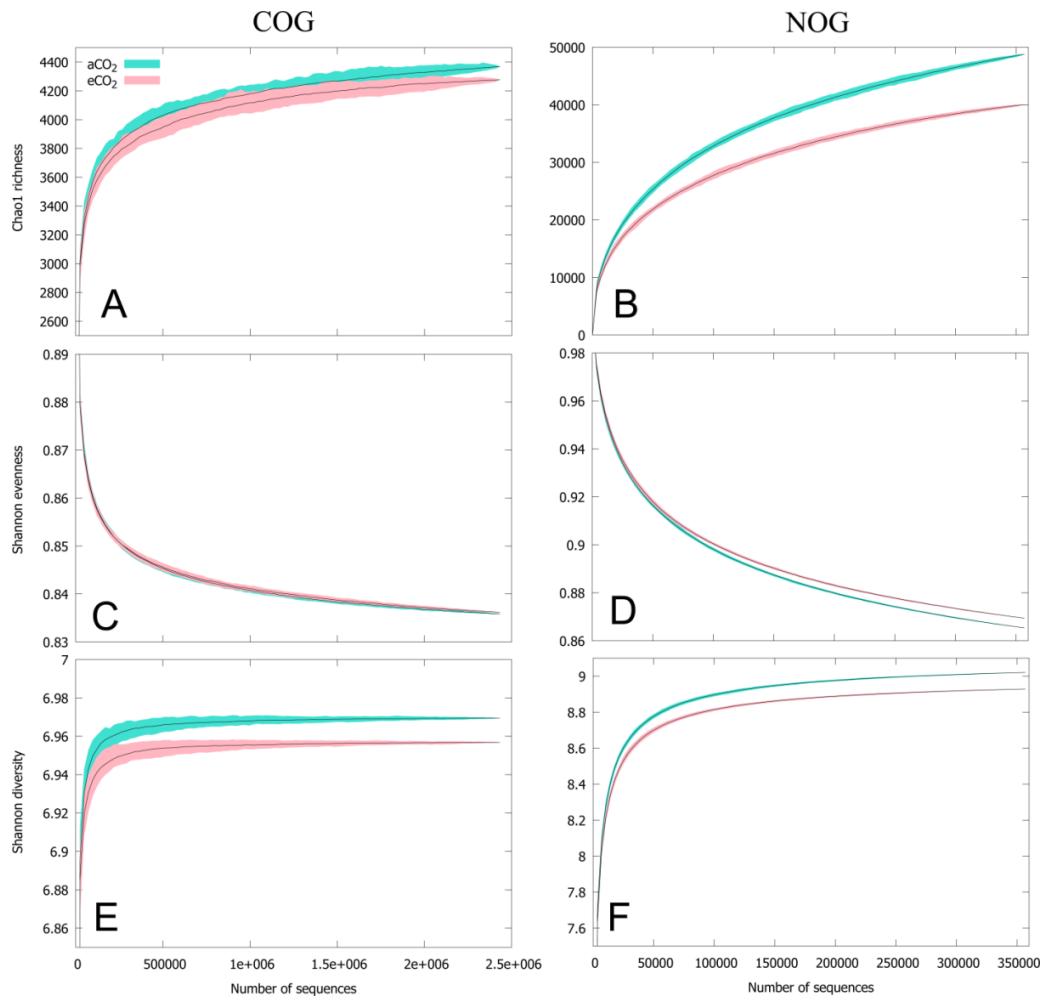 COG
NOG
aCO2
eCO2
4400
4200
4000
3800
3600
3400
3200
3000
2800
2600
Chao1 richness
A
50000
40000
30000
20000
10000
0
B
0.89
0.88
0.87
0.86
0.85
0.84
0.83
Shannon evenness
C
0.98
0.96
0.94
0.92
0.9
0.88
0.86
D
7
6.98
6.96
6.94
6.92
6.9
6.88
6.86
Shannon diversity
E
0
500000
1e+006
1.5e+006
2e+006
2.5e+006
Number of sequences
9
8.8
8.6
8.4
8.2
8
7.8
7.6
F
0
50000
100000
150000
200000
250000
300000
350000
Number of sequences